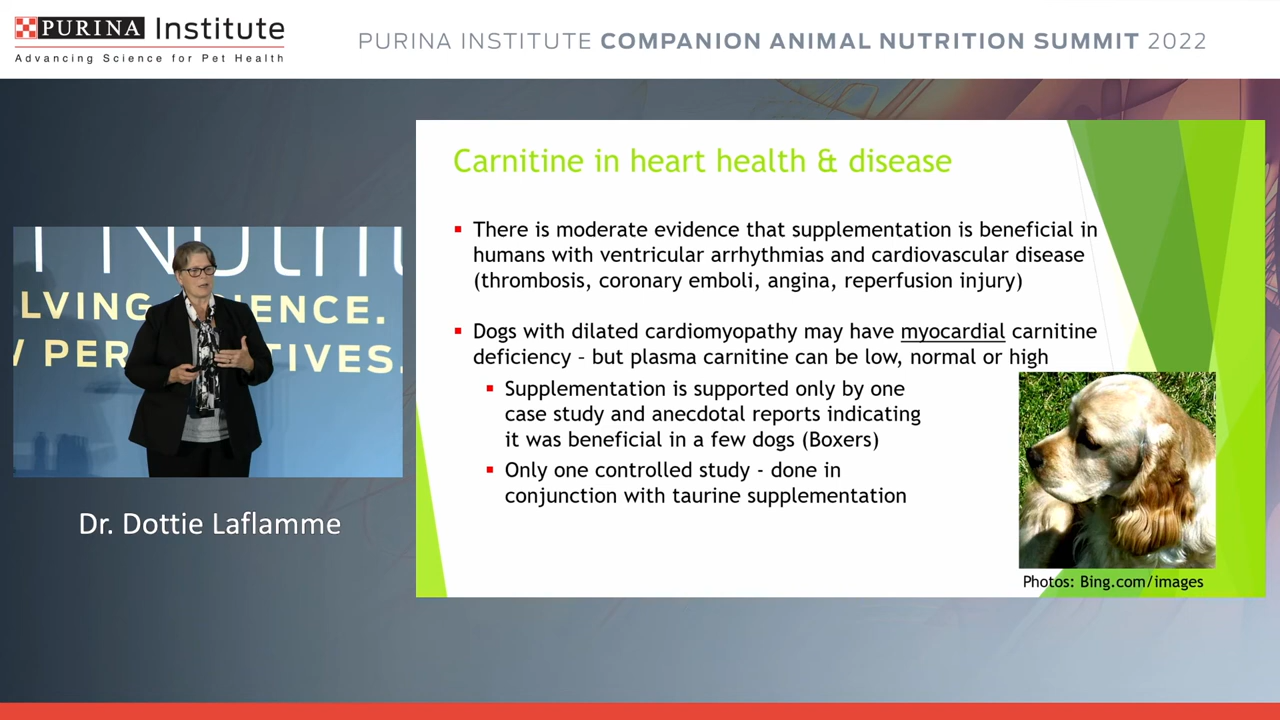 PURINA Institute
Advancing Science for Pet Health
PURINA INSTITUTE COMPANION ANIMAL NUTRITION SUMMIT 2022
LVING SCIENCE.
PER TIVES.
Dr. Dottie Laflamme
Carnitine in heart health & disease
▪ There is moderate evidence that supplementation is beneficial in
humans with ventricular arrhythmias and cardiovascular disease
(thrombosis, coronary emboli, angina, reperfusion injury)
▪ Dogs with dilated cardiomyopathy may have myocardial carnitine
deficiency – but plasma carnitine can be low, normal or high
▪ Supplementation is supported only by one
case study and anecdotal reports indicating
it was beneficial in a few dogs (Boxers)
▪ Only one controlled study - done in
conjunction with taurine supplementation
Photos: Bing.com/images